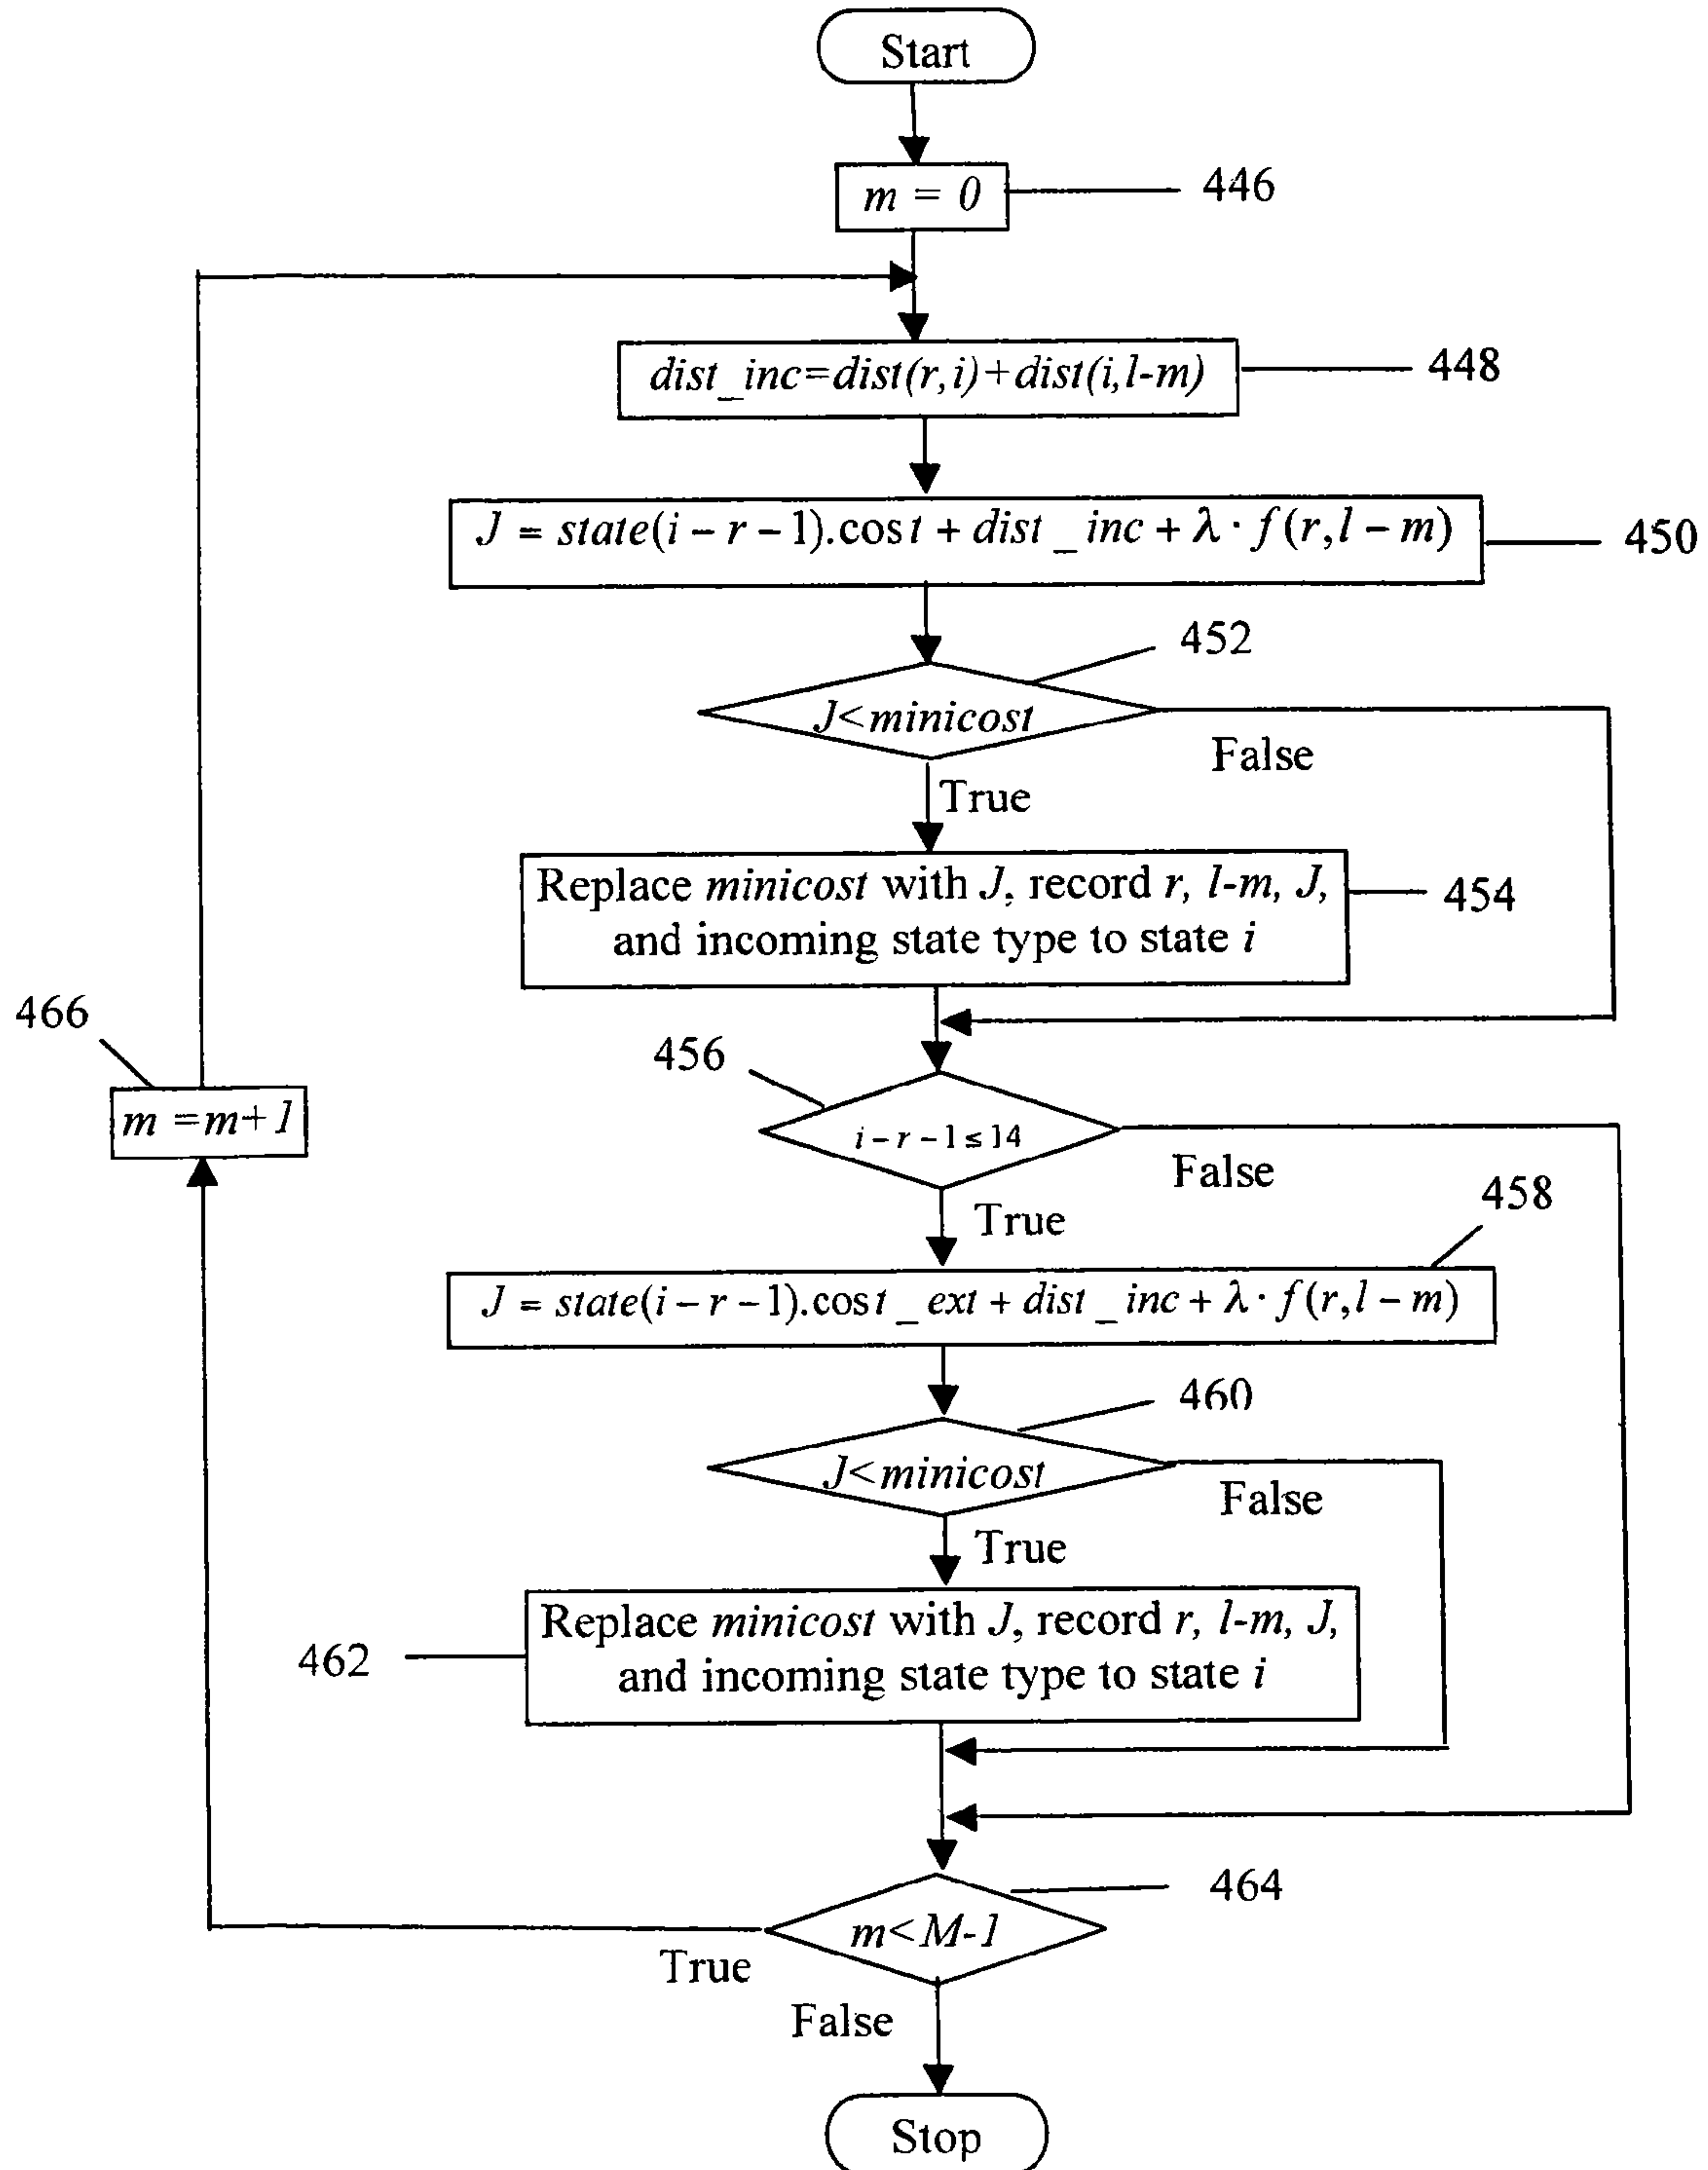 Start
m = 0
446
dist_inc=dist(r,i)+dist(i,l-m)
448
J = state(i – r – 1).cost + dist_inc + λ · f(r,l – m)
450
452
J<minicost
False
True
Replace minicost with J, record r, l-m, J,
and incoming state type to state i
454
466
456
m =m+1
i – r – 1 ≤ 14
False
458
True
J = state(i – r – 1).cost_ext + dist_inc + λ · f(r,l – m)
460
J<minicost
False
True
Replace minicost with J, record r, l-m, J,
and incoming state type to state i
462
464
m<M-1
True
False
Stop